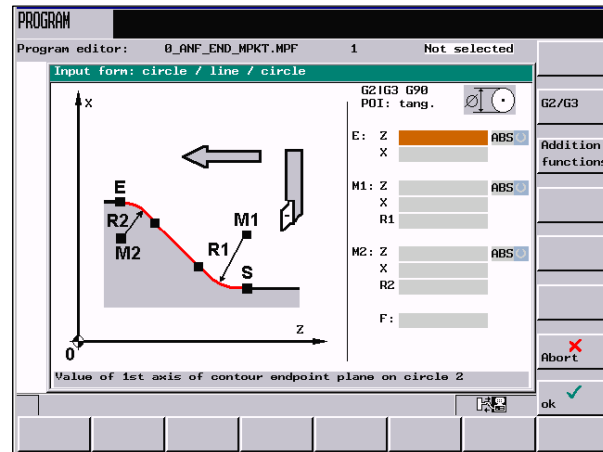 PROGRAM
Program editor: 0_ANF_END_MPKT.MPF 1 Not selected
Input form: circle / line / circle
G2|G3 G90
POI: tang.
X
E
R2
M2
M1
R1
S
Z
0
E: Z ABS
X
M1: Z ABS
X
R1
M2: Z ABS
X
R2
F:
Value of 1st axis of contour endpoint plane on circle 2
G2/G3
Addition
functions
Abort
ok